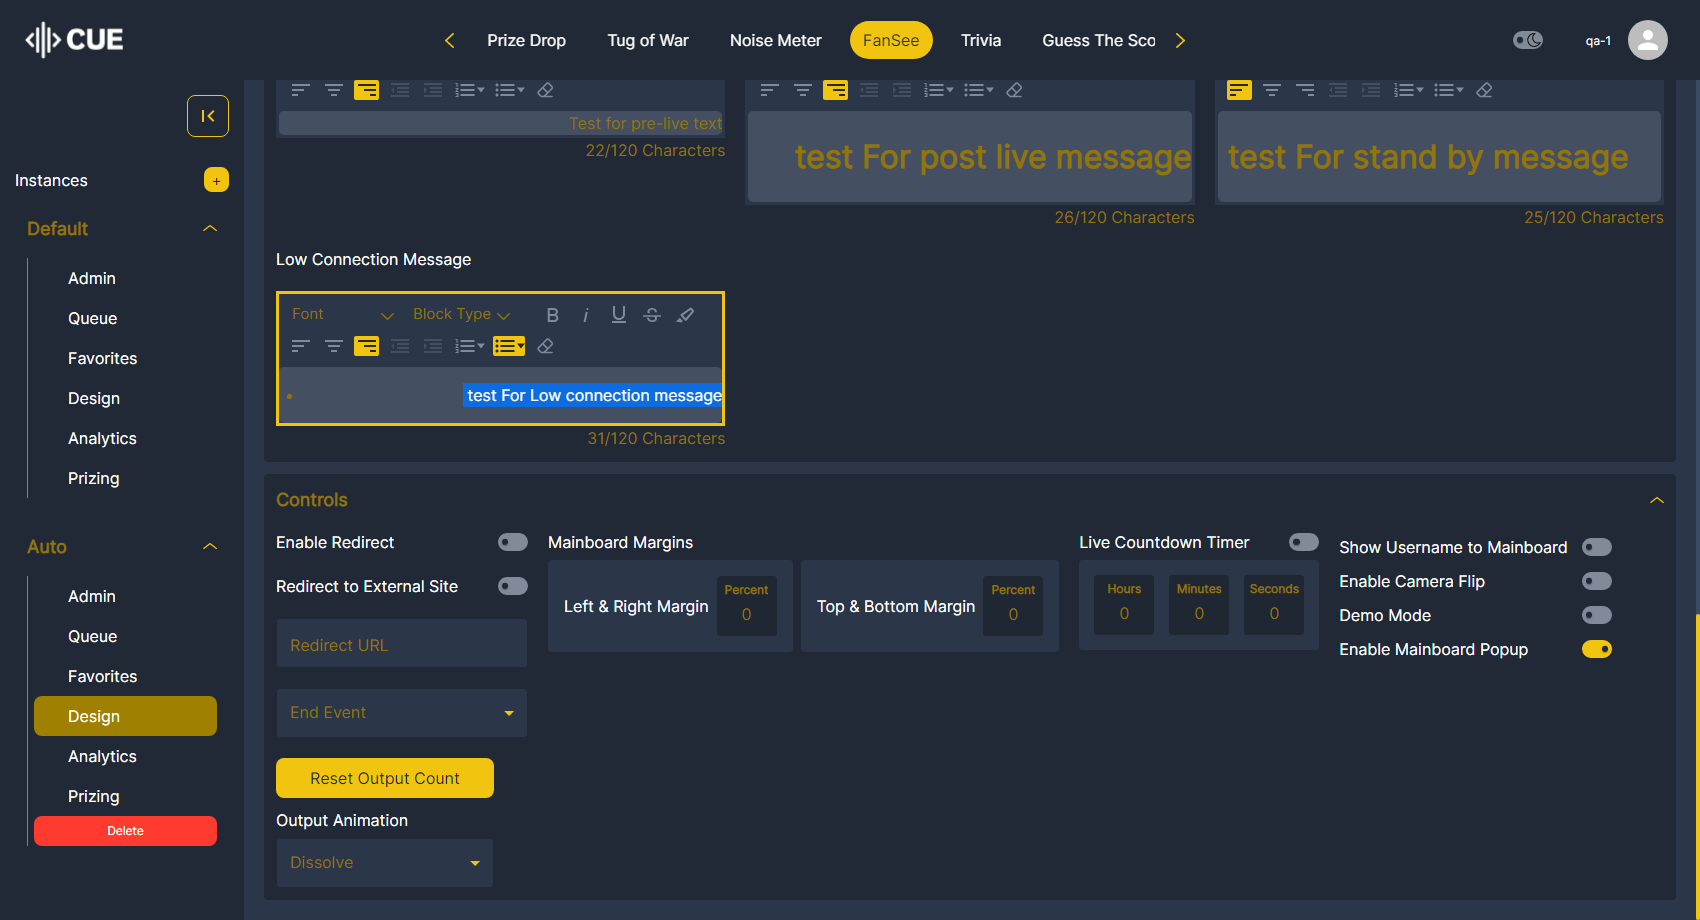 CUE
Prize Drop
Tug of War
Noise Meter
FanSee
Trivia
Guess The Sco
qa-1
Instances
+
Default
Admin
Queue
Favorites
Design
Analytics
Prizing
Auto
Admin
Queue
Favorites
Design
Analytics
Prizing
Delete
Test for pre-live text
22/120 Characters
test For post live message
26/120 Characters
test For stand by message
25/120 Characters
Low Connection Message
Font
Block Type
B i U S
test For Low connection message
31/120 Characters
Controls
Enable Redirect
Redirect to External Site
Redirect URL
End Event
Reset Output Count
Output Animation
Dissolve
Mainboard Margins
Left & Right Margin
Percent
0
Top & Bottom Margin
Percent
0
Live Countdown Timer
Hours
0
Minutes
0
Seconds
0
Show Username to Mainboard
Enable Camera Flip
Demo Mode
Enable Mainboard Popup